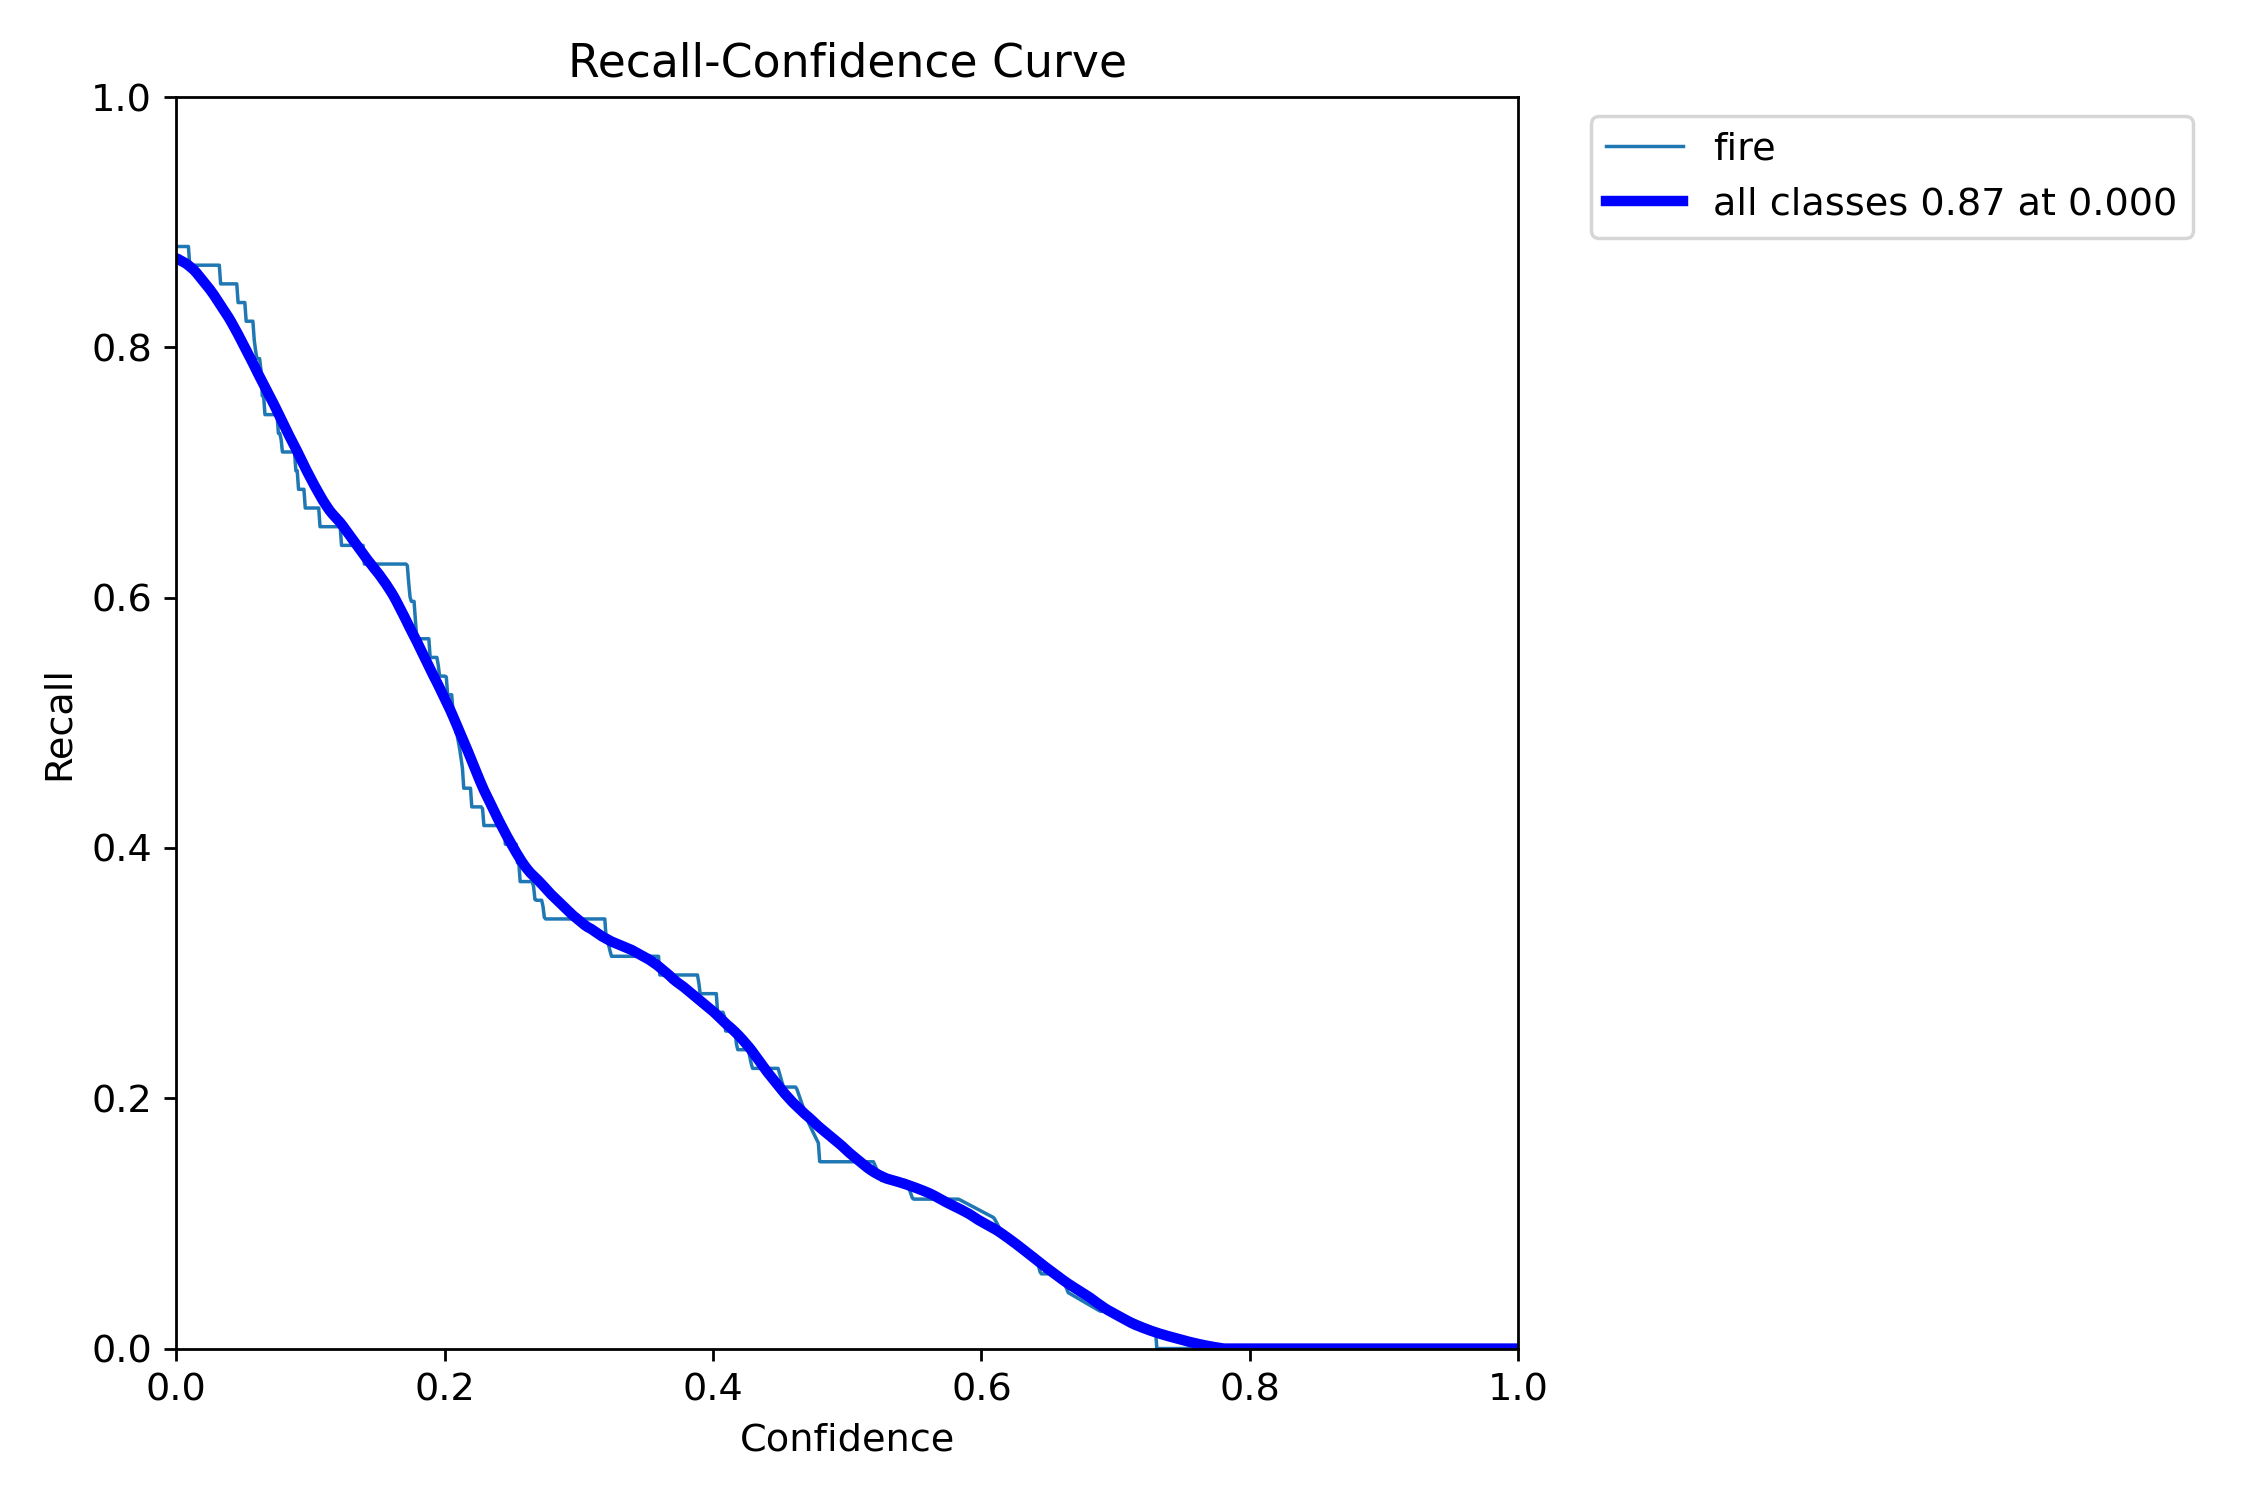 Recall-Confidence Curve
1.0
0.8
0.6
0.4
0.2
0.0
Recall
0.0 0.2 0.4 0.6 0.8 1.0
Confidence
fire
all classes 0.87 at 0.000